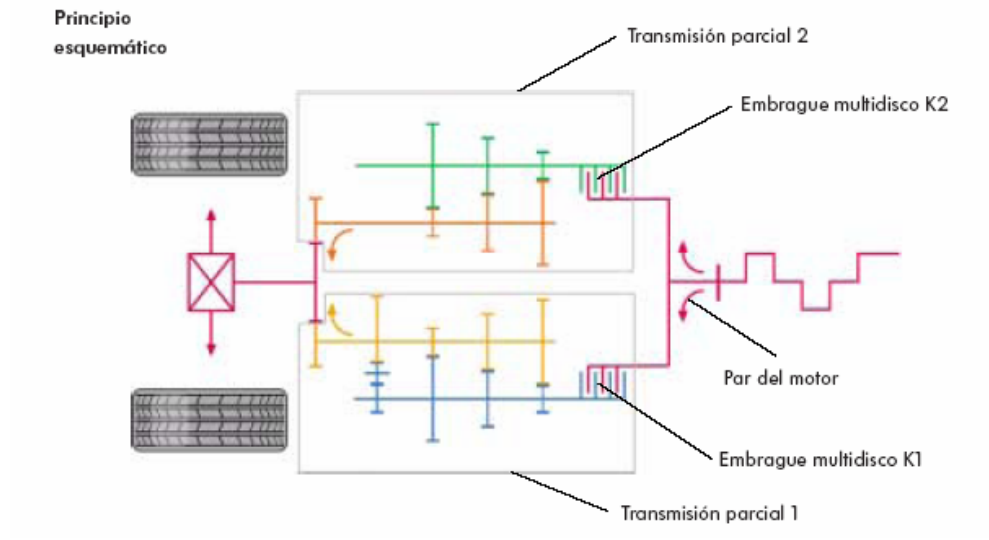 Principio
esquemático
Transmisión parcial 2
Embrague multidisco K2
Par del motor
Embrague multidisco K1
Transmisión parcial 1